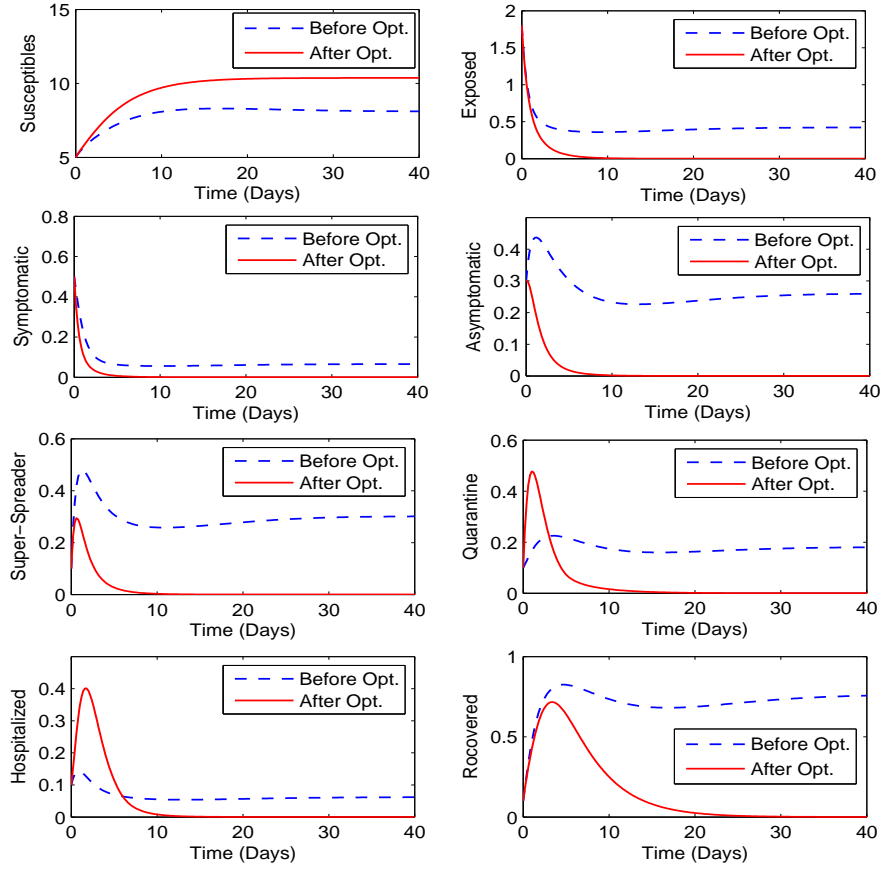 15
10
5
0 10 20 30 40
Susceptibles
Time (Days)
Before Opt.
After Opt.
2
1.5
1
0.5
0
0 10 20 30 40
Exposed
Time (Days)
Before Opt.
After Opt.
0.8
0.6
0.4
0.2
0
0 10 20 30 40
Symptomatic
Time (Days)
Before Opt.
After Opt.
0.4
0.3
0.2
0.1
0
0 10 20 30 40
Asymptomatic
Time (Days)
Before Opt.
After Opt.
0.6
0.4
0.2
0
0 10 20 30 40
Super−Spreader
Time (Days)
Before Opt.
After Opt.
0.6
0.4
0.2
0
0 10 20 30 40
Quarantine
Time (Days)
Before Opt.
After Opt.
0.4
0.3
0.2
0.1
0
0 10 20 30 40
Hospitalized
Time (Days)
Before Opt.
After Opt.
1
0.5
0
0 10 20 30 40
Rocovered
Time (Days)
Before Opt.
After Opt.